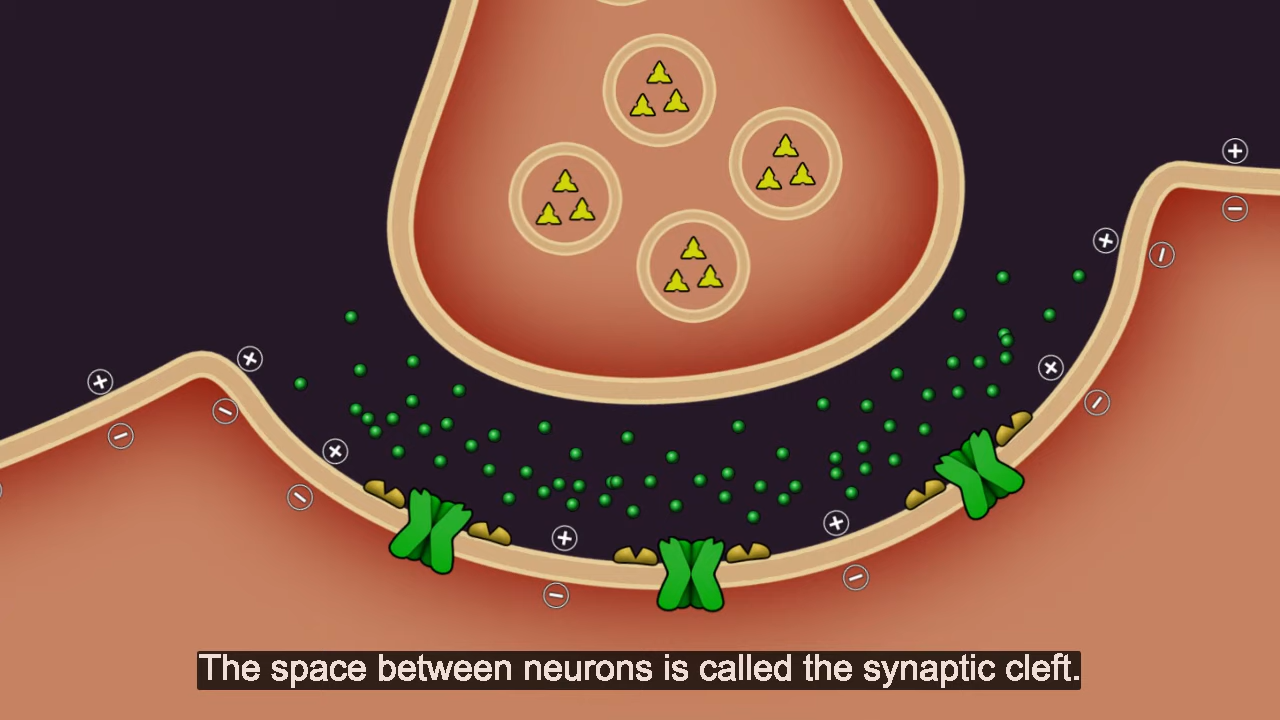 The space between neurons is called the synaptic cleft.